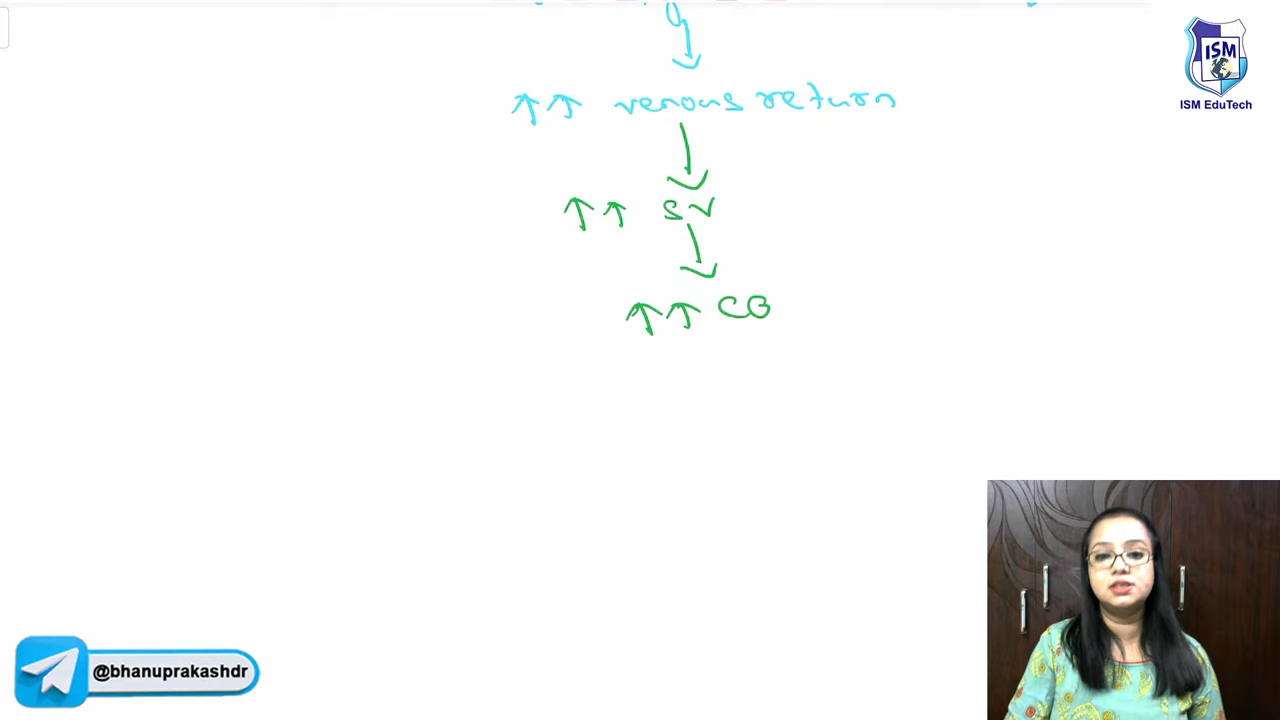 ↑↑ venous return
↑↑ SV
↑↑ CO
ISM
ISM EduTech
@bhanuprakashdr